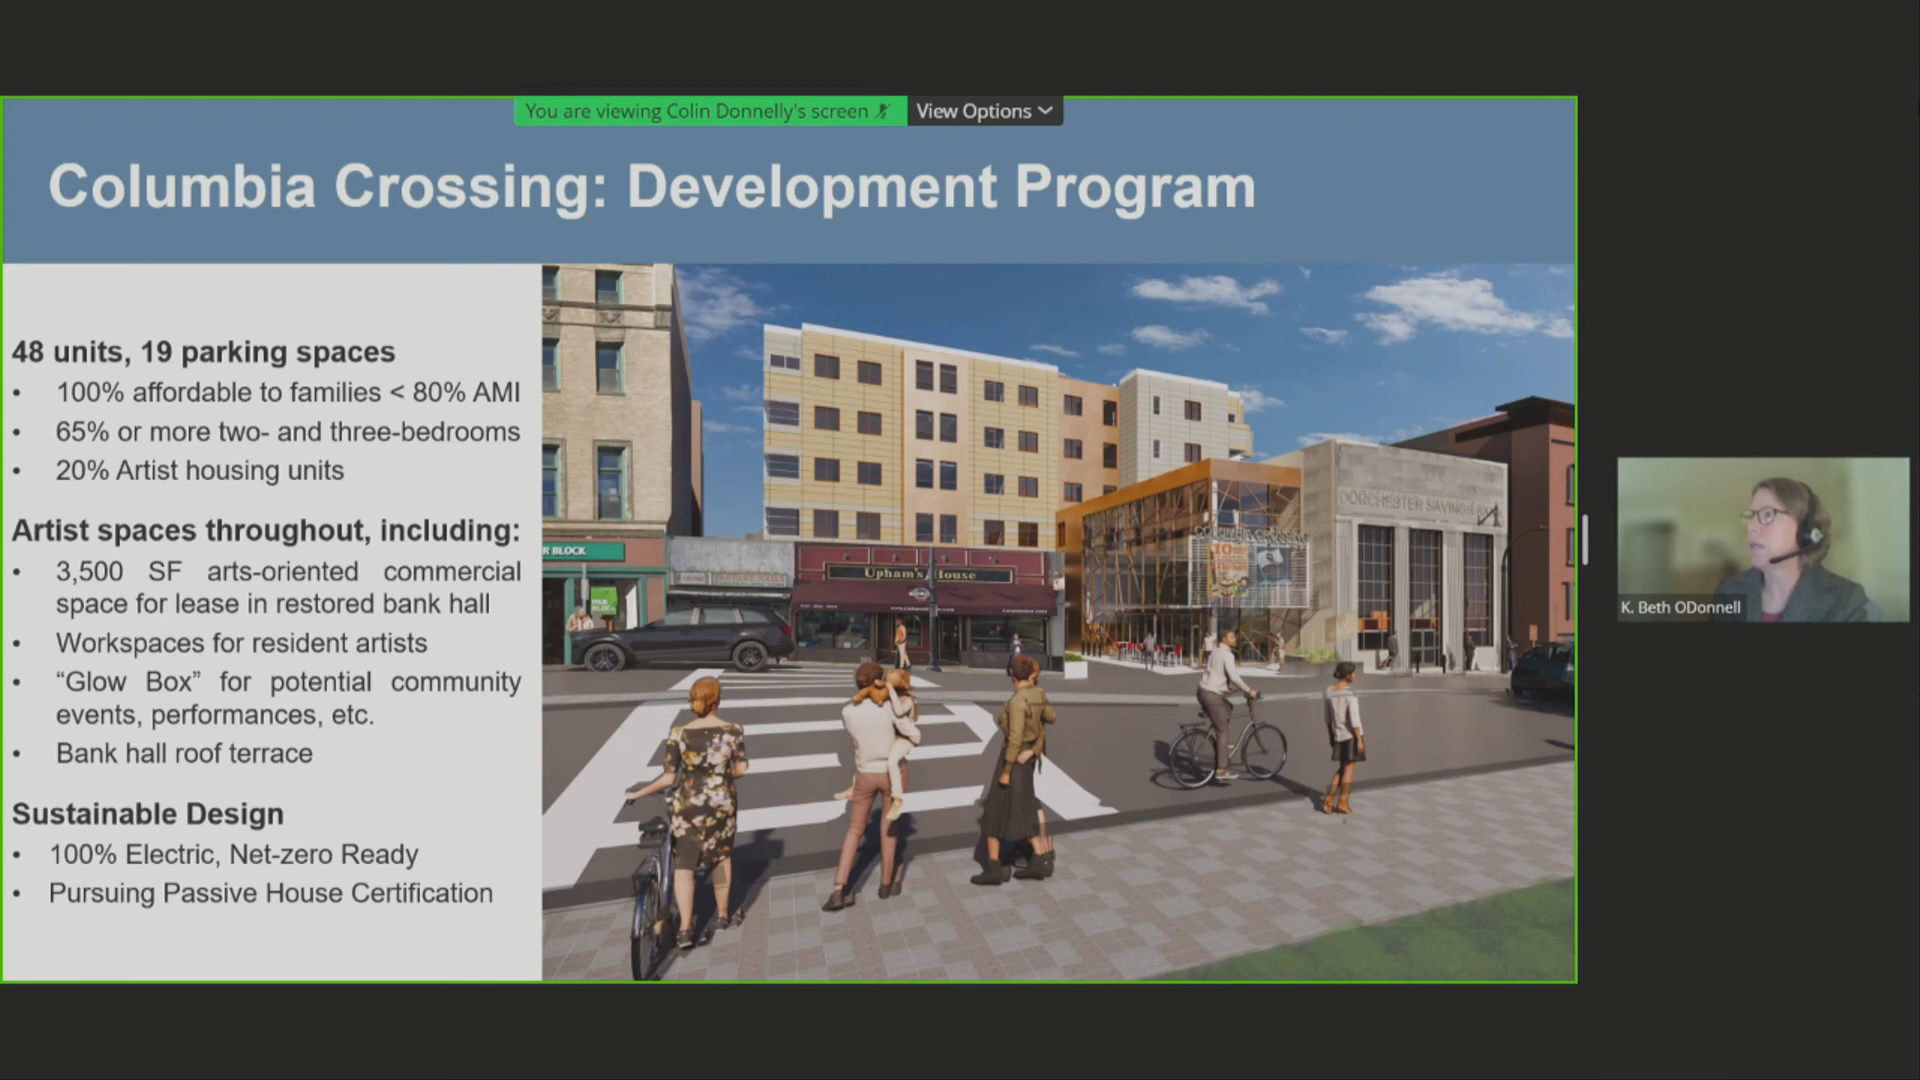 You are viewing Colin Donnelly's screen
View Options
Columbia Crossing: Development Program
48 units, 19 parking spaces
• 100% affordable to families < 80% AMI
• 65% or more two- and three-bedrooms
• 20% Artist housing units
Artist spaces throughout, including:
• 3,500 SF arts-oriented commercial
space for lease in restored bank hall
• Workspaces for resident artists
• “Glow Box” for potential community
events, performances, etc.
• Bank hall roof terrace
Sustainable Design
• 100% Electric, Net-zero Ready
• Pursuing Passive House Certification
R BLOCK
Upham's House
COLUMBIA CROSSING
DORCHESTER SAVINGS BANK
K. Beth ODonnell